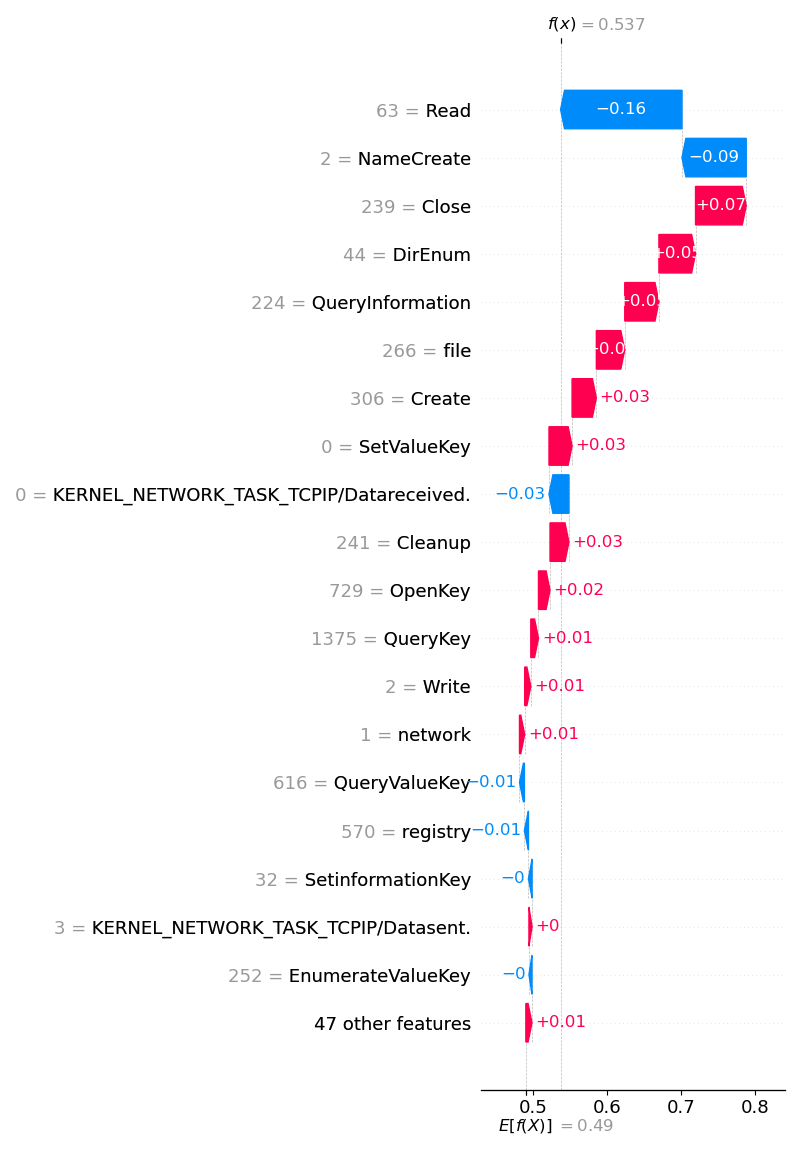 f(x) = 0.537
63 = Read −0.16
2 = NameCreate −0.09
239 = Close +0.07
44 = DirEnum
224 = QueryInformation
266 = file
306 = Create +0.03
0 = SetValueKey +0.03
0 = KERNEL_NETWORK_TASK_TCPIP/Datareceived. −0.03
241 = Cleanup +0.03
729 = OpenKey +0.02
1375 = QueryKey +0.01
2 = Write +0.01
1 = network +0.01
616 = QueryValueKey −0.01
570 = registry −0.01
32 = SetinformationKey −0
3 = KERNEL_NETWORK_TASK_TCPIP/Datasent. +0
252 = EnumerateValueKey −0
47 other features +0.01
0.5 0.6 0.7 0.8
E[f(X)] = 0.49